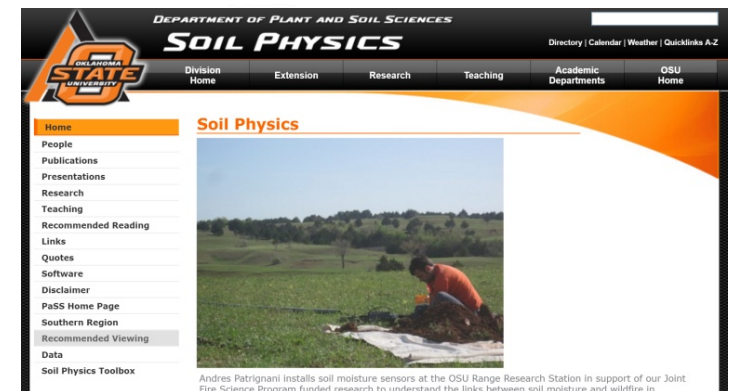 DEPARTMENT OF PLANT AND SOIL SCIENCES
SOIL PHYSICS
Directory | Calendar | Weather | Quicklinks A-Z
OKLAHOMA
STATE
UNIVERSITY
Division Home
Extension
Research
Teaching
Academic Departments
OSU Home
Home
People
Publications
Presentations
Research
Teaching
Recommended Reading
Links
Quotes
Software
Disclaimer
PaSS Home Page
Southern Region
Recommended Viewing
Data
Soil Physics Toolbox
Soil Physics
Andres Patrignani installs soil moisture sensors at the OSU Range Research Station in support of our Joint
Fire Science Program funded research to understand the links between soil moisture and wildfire in